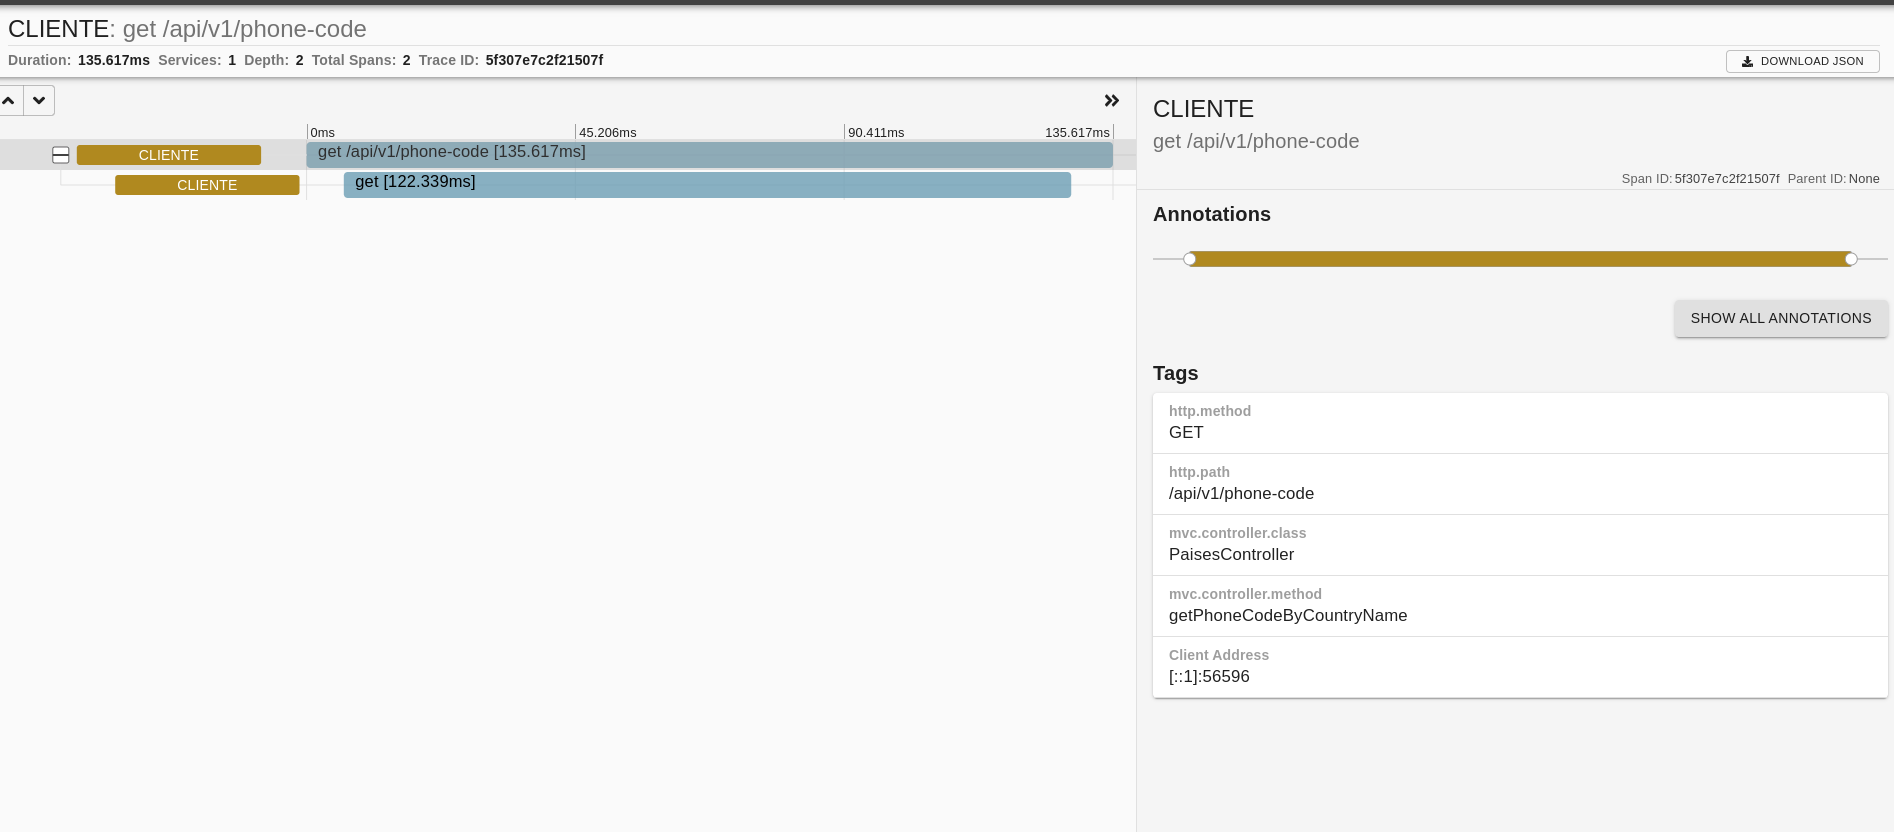 CLIENTE: get /api/v1/phone-code
Duration: 135.617ms Services: 1 Depth: 2 Total Spans: 2 Trace ID: 5f307e7c2f21507f
DOWNLOAD JSON
0ms 45.206ms 90.411ms 135.617ms
CLIENTE get /api/v1/phone-code [135.617ms]
CLIENTE get [122.339ms]
CLIENTE
get /api/v1/phone-code
Span ID: 5f307e7c2f21507f Parent ID: None
Annotations
SHOW ALL ANNOTATIONS
Tags
http.method
GET
http.path
/api/v1/phone-code
mvc.controller.class
PaisesController
mvc.controller.method
getPhoneCodeByCountryName
Client Address
[::1]:56596